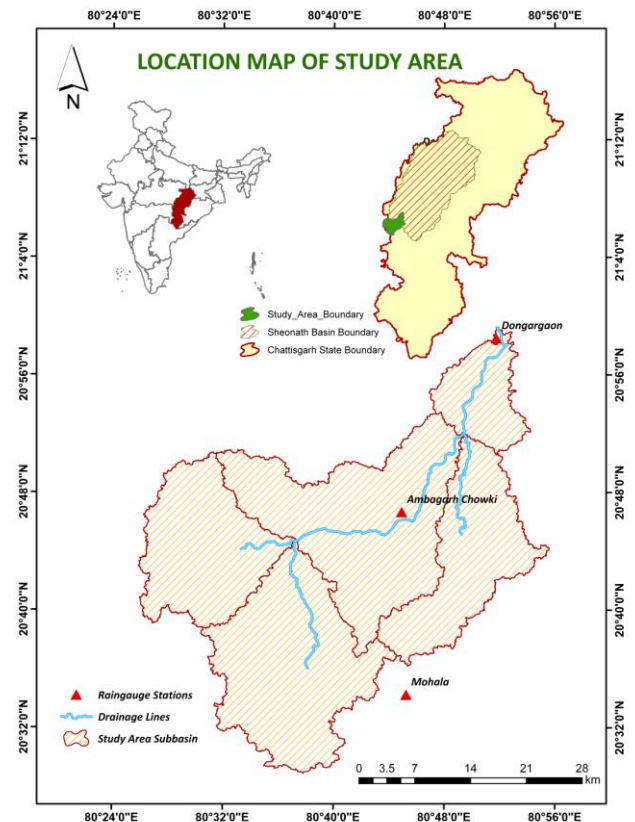 80°24'0"E 80°32'0"E 80°40'0"E 80°48'0"E 80°56'0"E
LOCATION MAP OF STUDY AREA
N
21°12'0"N 21°12'0"N
21°4'0"N 21°4'0"N
Study_Area_Boundary
Sheonath Basin Boundary
Chattisgarh State Boundary
Dongargaon
20°56'0"N 20°56'0"N
20°48'0"N 20°48'0"N
Ambagarh Chowki
20°40'0"N 20°40'0"N
Mohala
Raingauge Stations
Drainage Lines
20°32'0"N 20°32'0"N
Study Area Subbasin
0 3.5 7 14 21 28
km
80°24'0"E 80°32'0"E 80°40'0"E 80°48'0"E 80°56'0"E